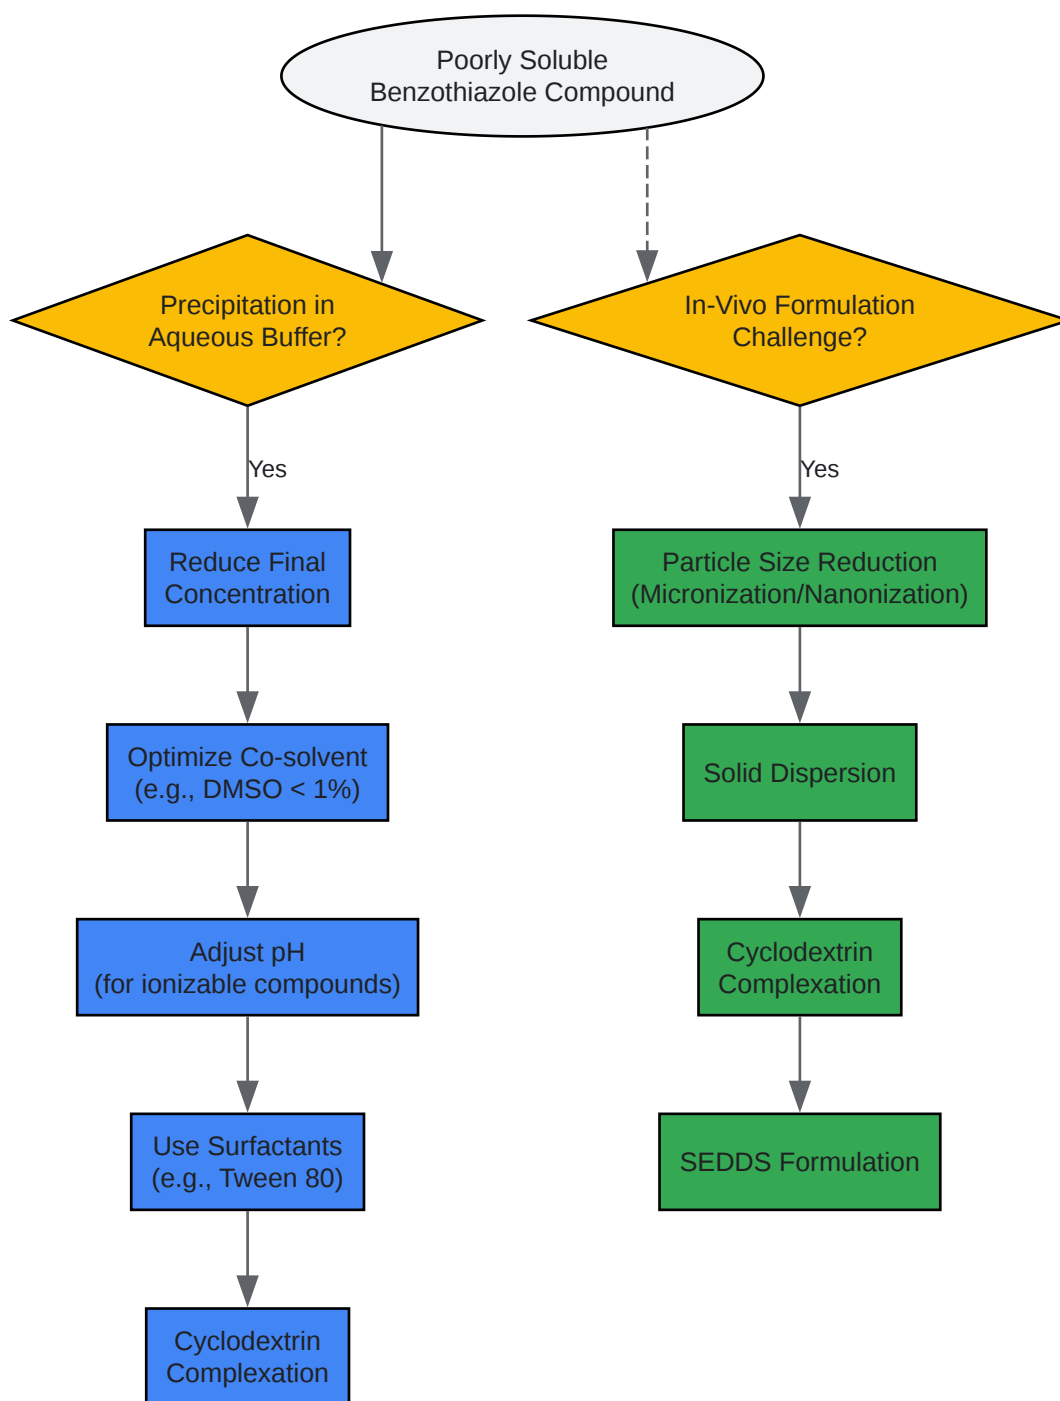 Poorly Soluble
Benzothiazole Compound
Precipitation in
Aqueous Buffer?
In-Vivo Formulation
Challenge?
Yes
Yes
Reduce Final
Concentration
Particle Size Reduction
(Micronization/Nanonization)
Optimize Co-solvent
(e.g., DMSO < 1%)
Solid Dispersion
Adjust pH
(for ionizable compounds)
Cyclodextrin
Complexation
Use Surfactants
(e.g., Tween 80)
SEDDS Formulation
Cyclodextrin
Complexation